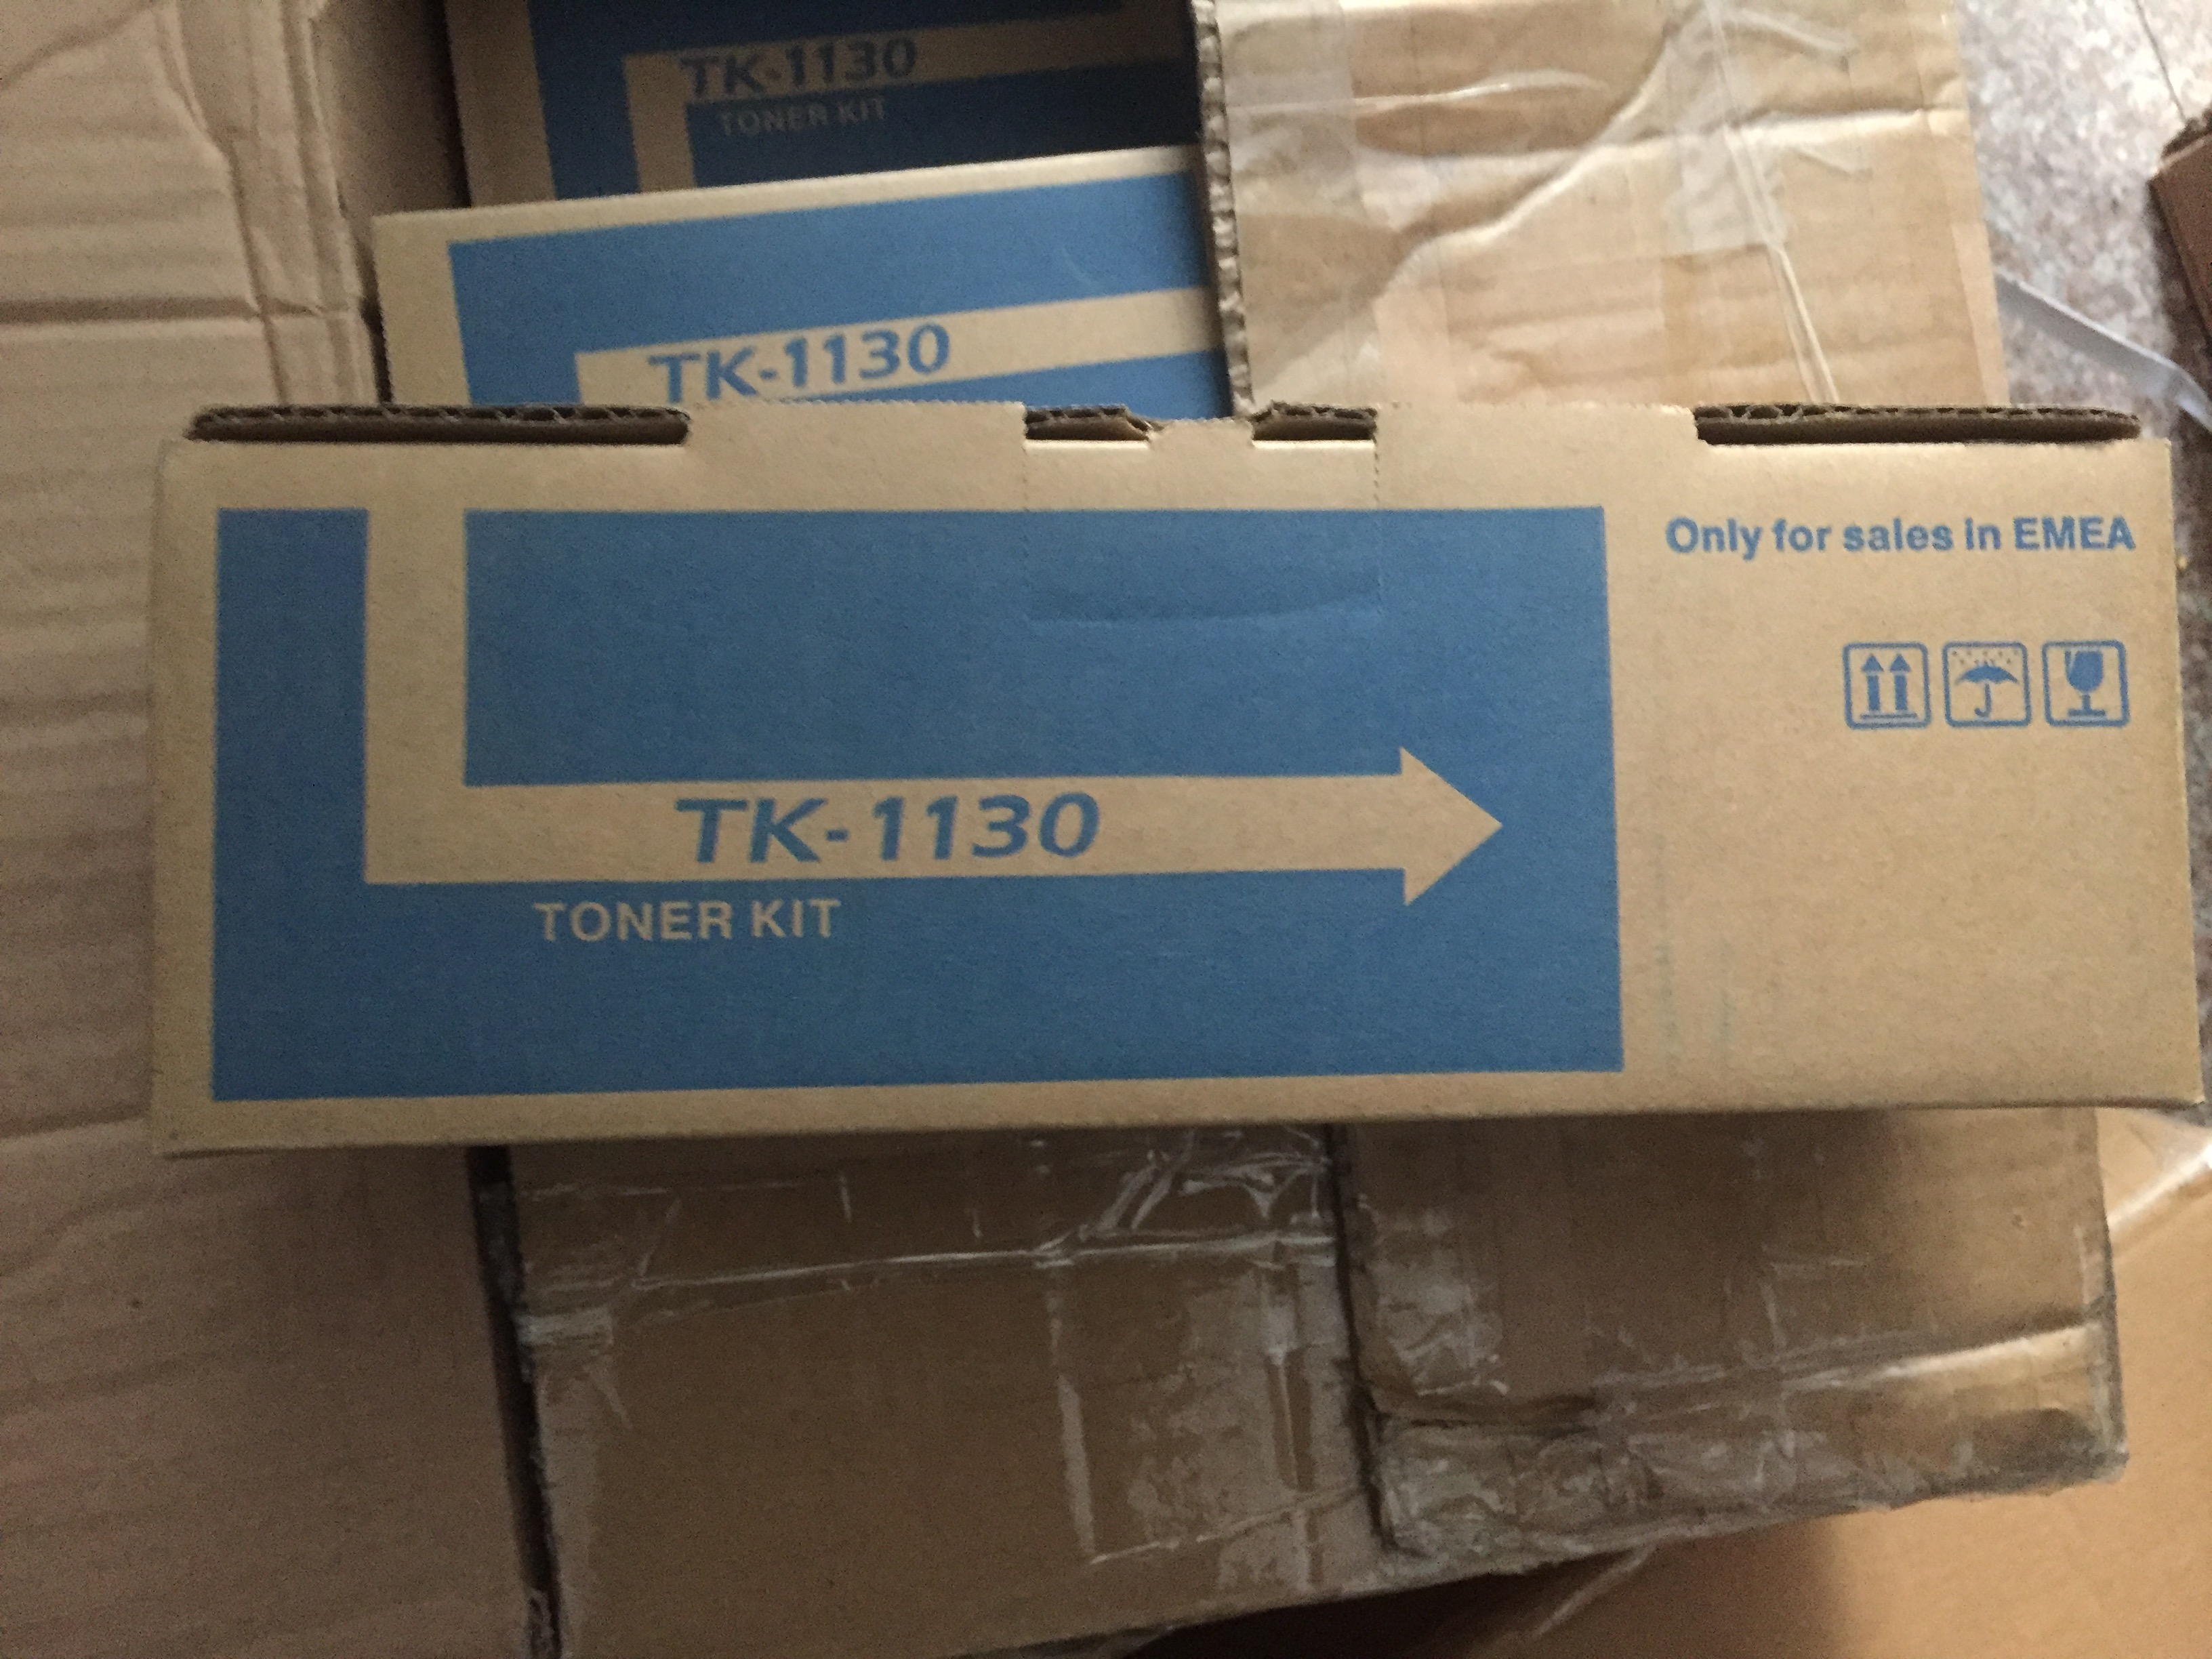 TK-1130
TONER KIT
TK-1130
Only for sales in EMEA
TK-1130
TONER KIT